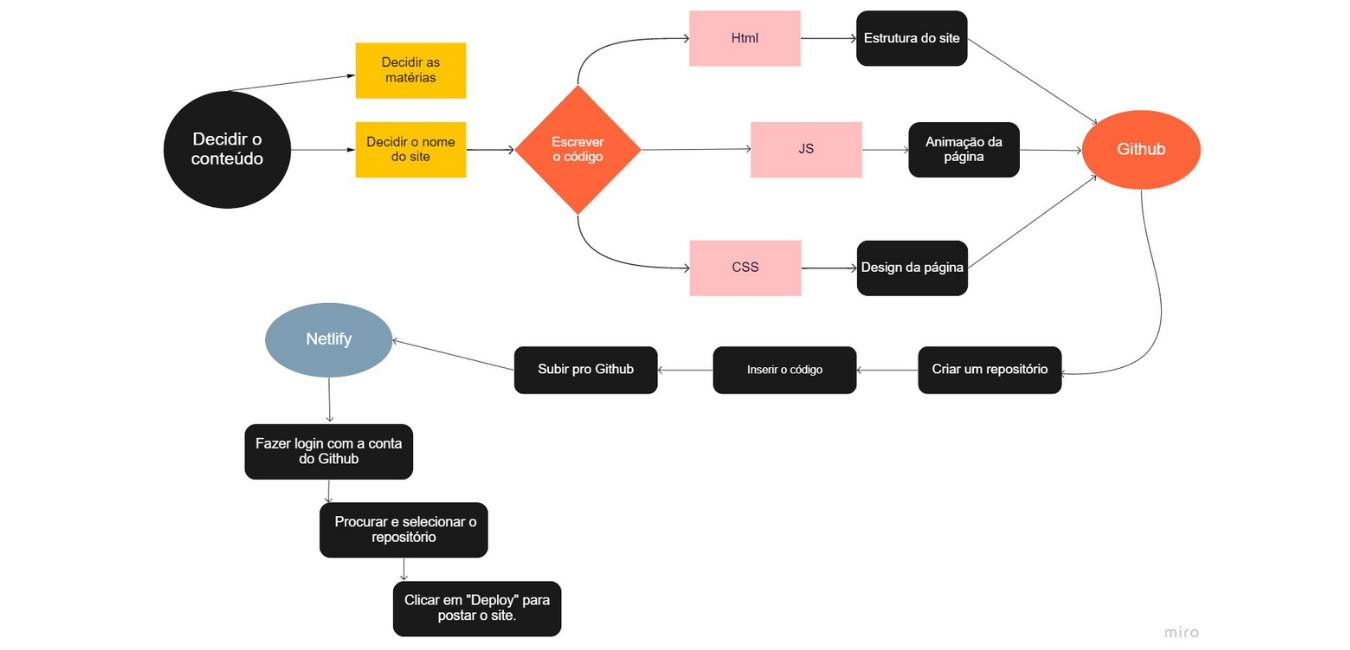 Decidir o
conteúdo
Decidir as
matérias
Decidir o nome
do site
Escrever
o código
Html
Estrutura do site
JS
Animação da
página
CSS
Design da página
Github
Criar um repositório
Inserir o código
Subir pro Github
Netlify
Fazer login com a conta
do Github
Procurar e selecionar o
repositório
Clicar em "Deploy" para
postar o site.
miro